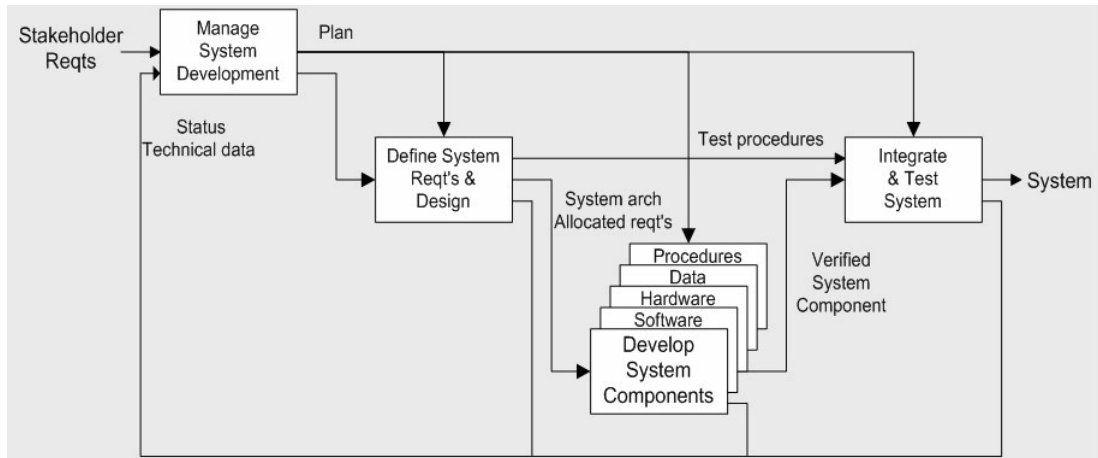 Stakeholder
Reqts
Manage
System
Development
Plan
Status
Technical data
Define System
Reqt's &
Design
Test procedures
Integrate
& Test
System
System
System arch
Allocated reqt's
Procedures
Data
Hardware
Software
Develop
System
Components
Verified
System
Component